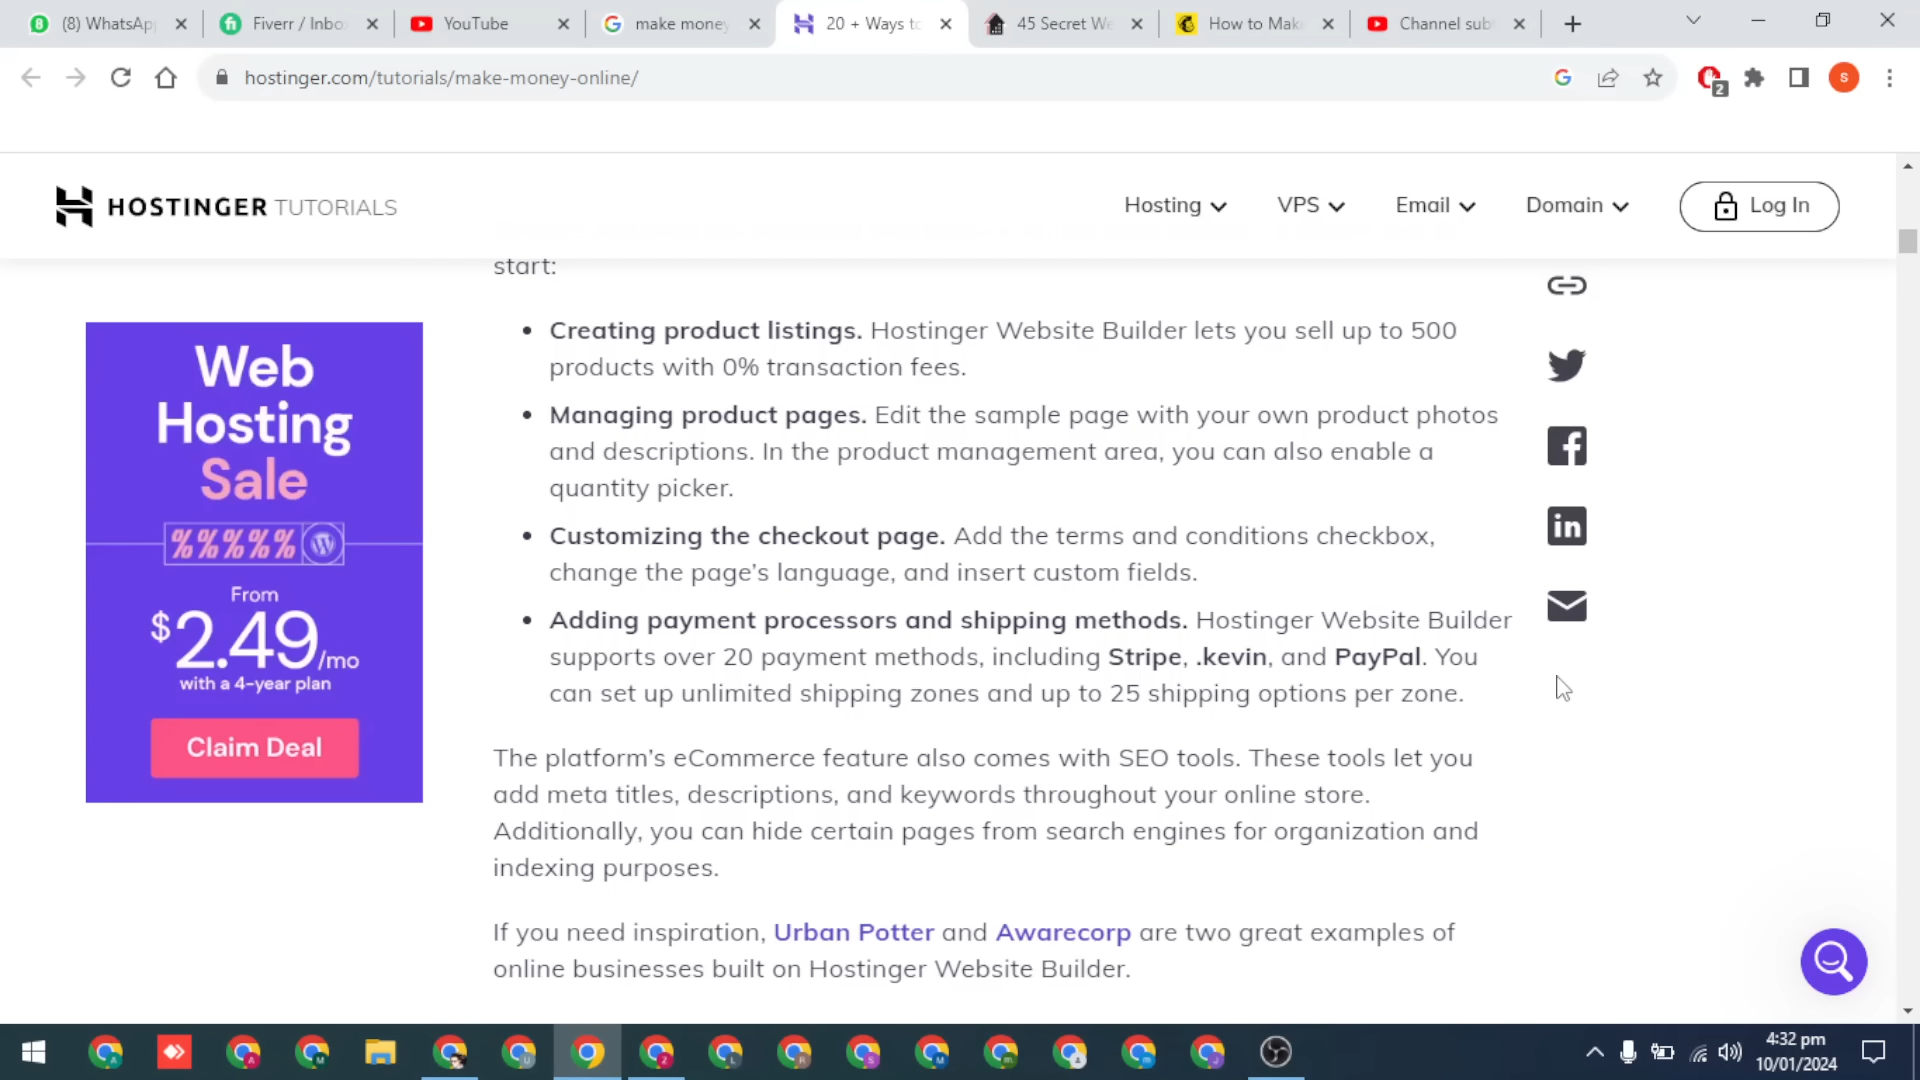 (8) WhatsApp
Fiverr / Inbo
YouTube
make money
20 + Ways to
45 Secret We
How to Make
Channel sub
hostinger.com/tutorials/make-money-online/
2
S
HOSTINGER TUTORIALS
Hosting
VPS
Email
Domain
Log In
start:
• Creating product listings. Hostinger Website Builder lets you sell up to 500
products with 0% transaction fees.
• Managing product pages. Edit the sample page with your own product photos
and descriptions. In the product management area, you can also enable a
quantity picker.
• Customizing the checkout page. Add the terms and conditions checkbox,
change the page’s language, and insert custom fields.
• Adding payment processors and shipping methods. Hostinger Website Builder
supports over 20 payment methods, including Stripe, .kevin, and PayPal. You
can set up unlimited shipping zones and up to 25 shipping options per zone.
The platform’s eCommerce feature also comes with SEO tools. These tools let you
add meta titles, descriptions, and keywords throughout your online store.
Additionally, you can hide certain pages from search engines for organization and
indexing purposes.
If you need inspiration, Urban Potter and Awarecorp are two great examples of
online businesses built on Hostinger Website Builder.
Web
Hosting
Sale
%%%%%
From
$2.49/mo
with a 4-year plan
Claim Deal
4:32 pm
10/01/2024